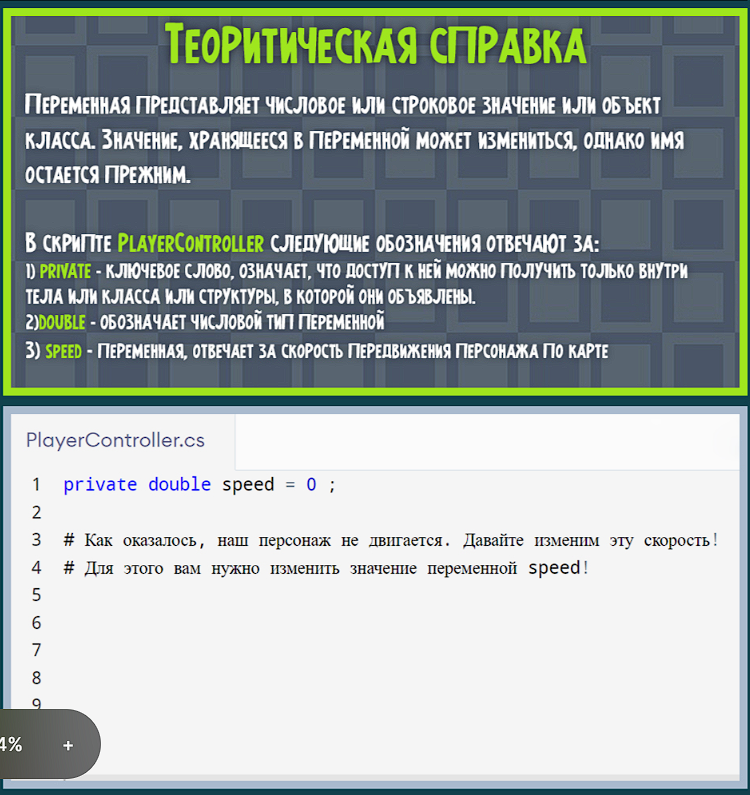 ТЕОРИТИЧЕСКАЯ СПРАВКА
ПЕРЕМЕННАЯ ПРЕДСТАВЛЯЕТ ЧИСЛОВОЕ ИЛИ СТРОКОВОЕ ЗНАЧЕНИЕ ИЛИ ОБЪЕКТ
КЛАССА. ЗНАЧЕНИЕ, ХРАНЯЩЕЕСЯ В ПЕРЕМЕННОЙ МОЖЕТ ИЗМЕНИТЬСЯ, ОДНАКО ИМЯ
ОСТАЕТСЯ ПРЕЖНИМ.
В СКРИПТЕ PLAYERCONTROLLER СЛЕДУЮЩИЕ ОБОЗНАЧЕНИЯ ОТВЕЧАЮТ ЗА:
1) PRIVATE - КЛЮЧЕВОЕ СЛОВО, ОЗНАЧАЕТ, ЧТО ДОСТУП К НЕЙ МОЖНО ПОЛУЧИТЬ ТОЛЬКО ВНУТРИ
ТЕЛА ИЛИ КЛАССА ИЛИ СТРУКТУРЫ, В КОТОРОЙ ОНИ ОБЪЯВЛЕНЫ.
2)DOUBLE - ОБОЗНАЧАЕТ ЧИСЛОВОЙ ТИП ПЕРЕМЕННОЙ
3) SPEED - ПЕРЕМЕННАЯ, ОТВЕЧАЕТ ЗА СКОРОСТЬ ПЕРЕДВИЖЕНИЯ ПЕРСОНАЖА ПО КАРТЕ
PlayerController.cs
1 private double speed = 0 ;
2
3 # Как оказалось, наш персонаж не двигается. Давайте изменим эту скорость!
4 # Для этого вам нужно изменить значение переменной speed!
5
6
7
8
9
4% +